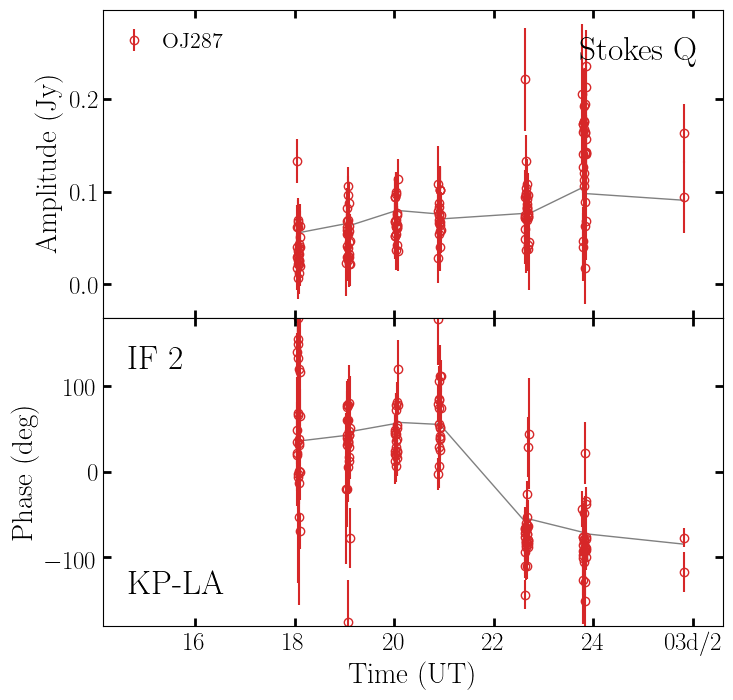 OJ287
Stokes Q
0.2
0.1
0.0
Amplitude (Jy)
IF 2
100
0
−100
Phase (deg)
KP-LA
16 18 20 22 24 03d/2
Time (UT)